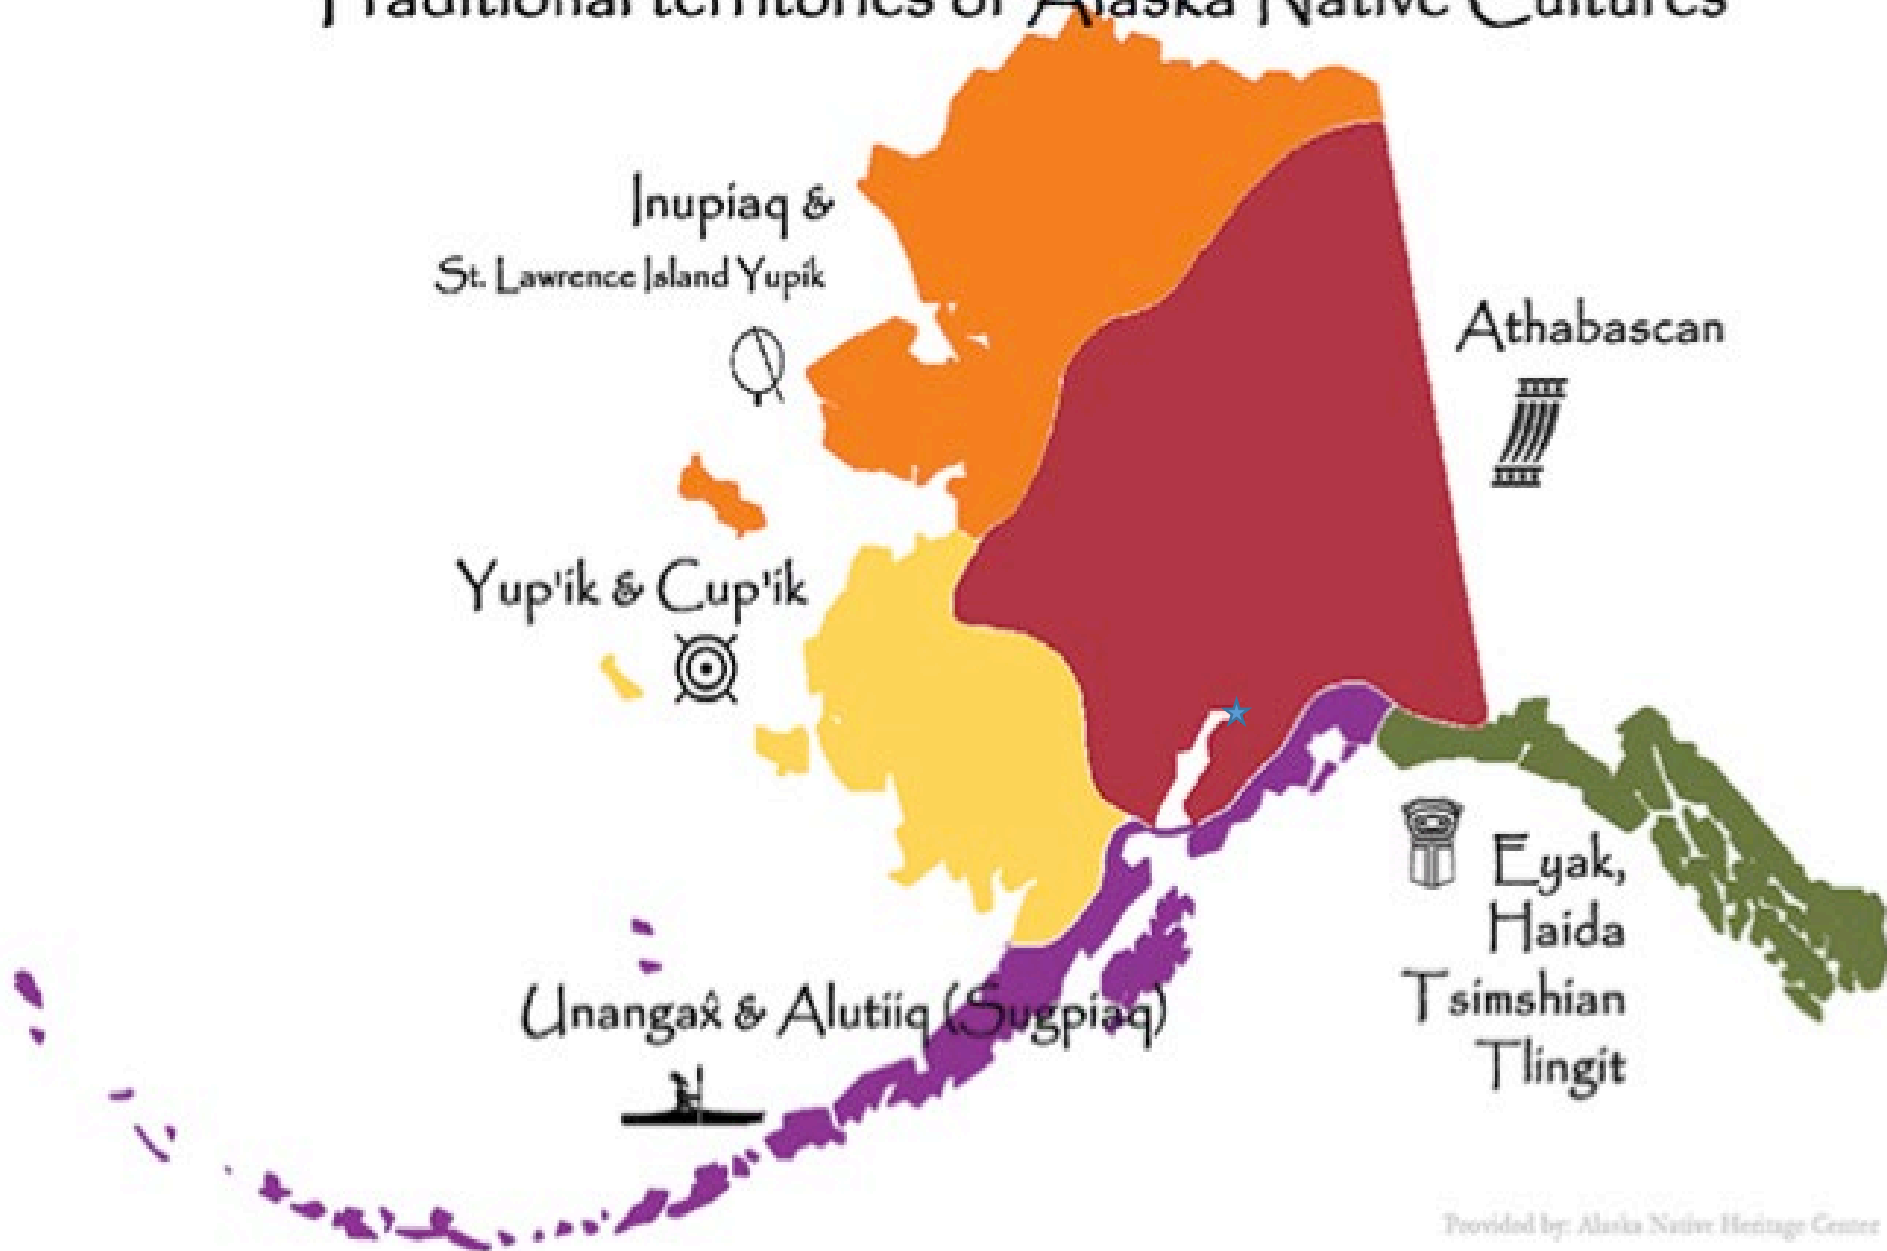 Traditional territories of Alaska Native Cultures
Inupiaq &
St. Lawrence Island Yupik
Athabascan
Yup'ik & Cup'ik
Unangax̂ & Alutiiq (Sugpiaq)
Eyak,
Haida
Tsimshian
Tlingit
Provided by: Alaska Native Heritage Center